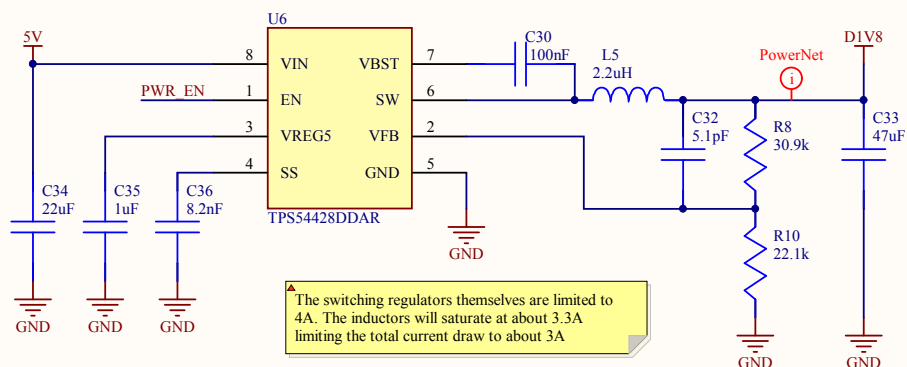 U6
5V
C30
100nF
L5
2.2uH
PowerNet
i
D1V8
8 VIN VBST 7
PWR_EN 1 EN SW 6
3 VREG5 VFB 2
4 SS GND 5
C32
5.1pF
R8
30.9k
C33
47uF
C34
22uF
C35
1uF
C36
8.2nF
TPS54428DDAR
GND
R10
22.1k
GND GND GND
The switching regulators themselves are limited to
4A. The inductors will saturate at about 3.3A
limiting the total current draw to about 3A
GND GND